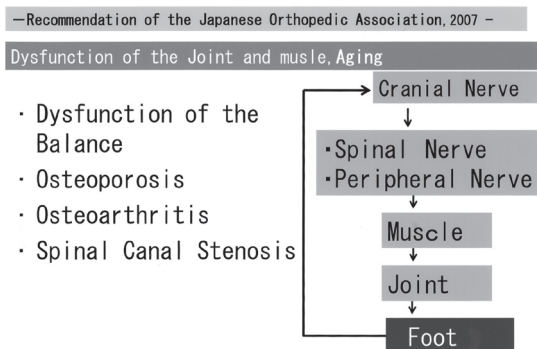 —Recommendation of the Japanese Orthopedic Association, 2007 —
Dysfunction of the Joint and musle, Aging
· Dysfunction of the
Balance
· Osteoporosis
· Osteoarthritis
· Spinal Canal Stenosis
Cranial Nerve
▪Spinal Nerve
▪Peripheral Nerve
Muscle
Joint
Foot